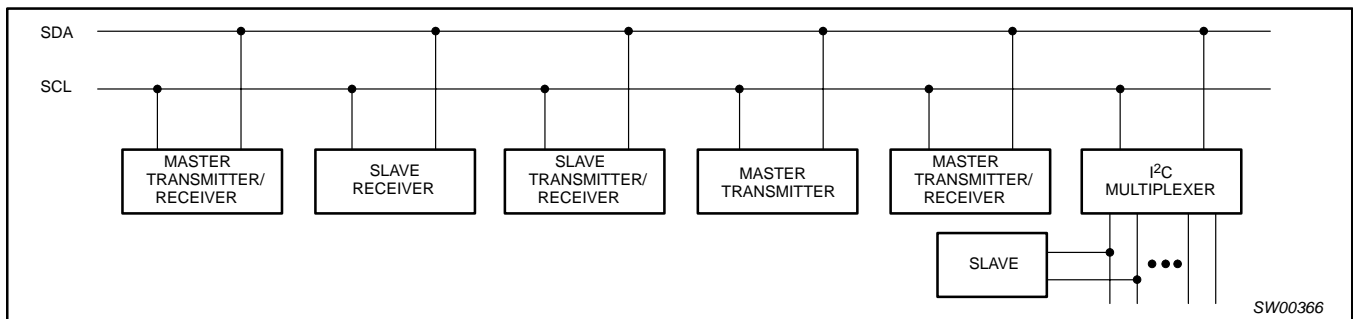 SDA
SCL
MASTER
TRANSMITTER/
RECEIVER
SLAVE
RECEIVER
SLAVE
TRANSMITTER/
RECEIVER
MASTER
TRANSMITTER
MASTER
TRANSMITTER/
RECEIVER
I²C
MULTIPLEXER
SLAVE
SW00366